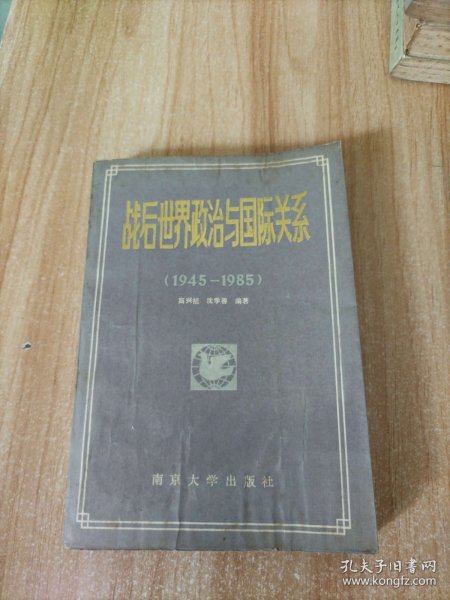 战后世界政治与国际关系
(1945-1985)
编著
南京大学出版社
孔夫子旧书网
www.kongfz.com